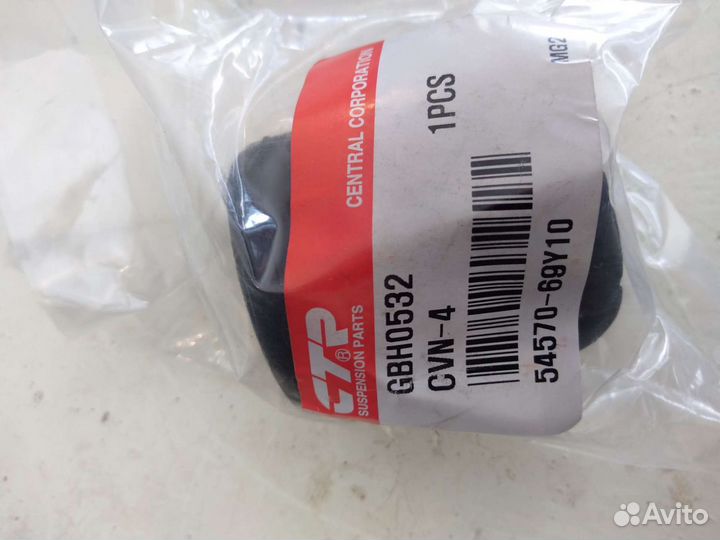 CTR®
SUSPENSION PARTS
CENTRAL CORPORATION
GBH0532
1PCS
CVN-4
54570-69Y10
MG2
Avito